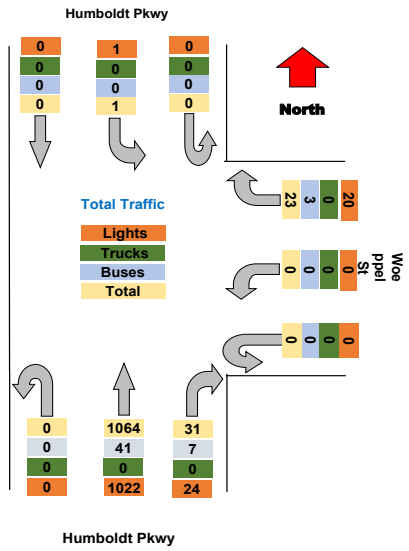 Humboldt Pkwy
0 1 0
0 0 0
0 0 0
0 1 0
North
23 3 0 20
Total Traffic
Lights
Trucks
Buses
Total
0 0 0 0
Woe
ppel
St
0 0 0 0
0 1064 31
0 41 7
0 0 0
0 1022 24
Humboldt Pkwy